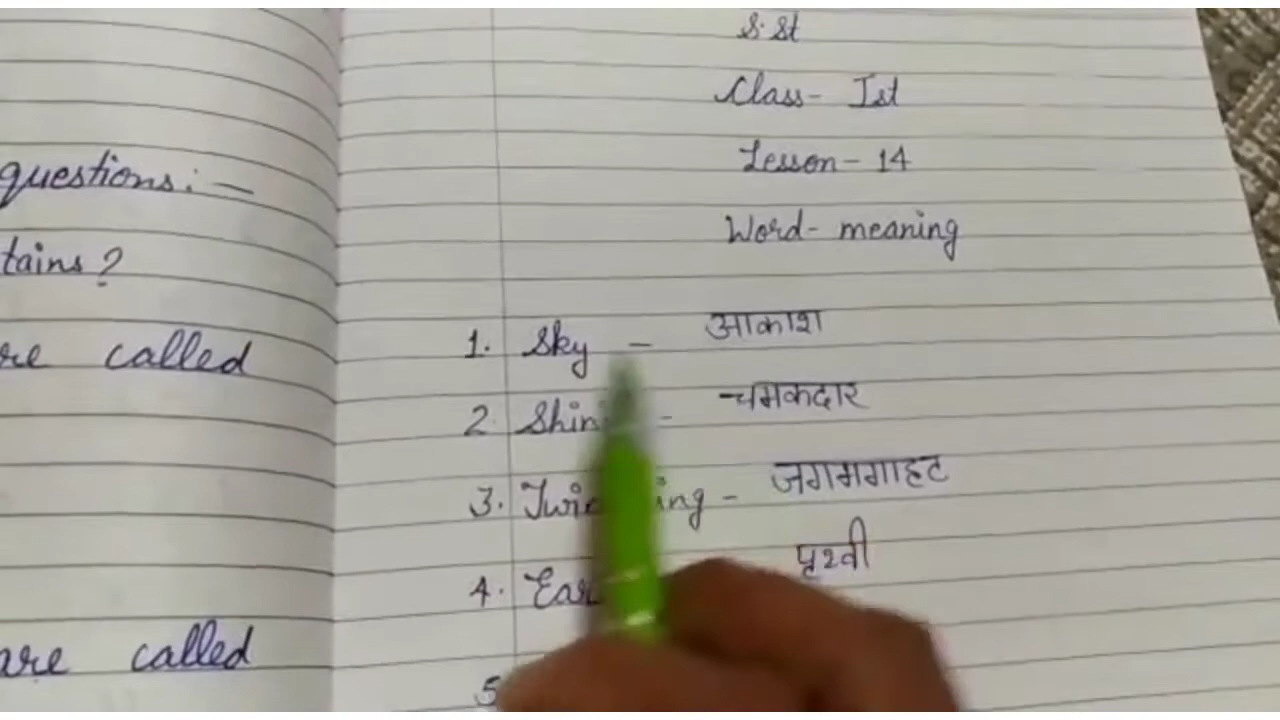 questions:-
tains?
re called
are called
S.St
Class- Ist
Lesson- 14
Word- meaning
1. Sky - आकाश
2. - चमकदार
3. - जगमगाहट
4. पृथ्वी
5